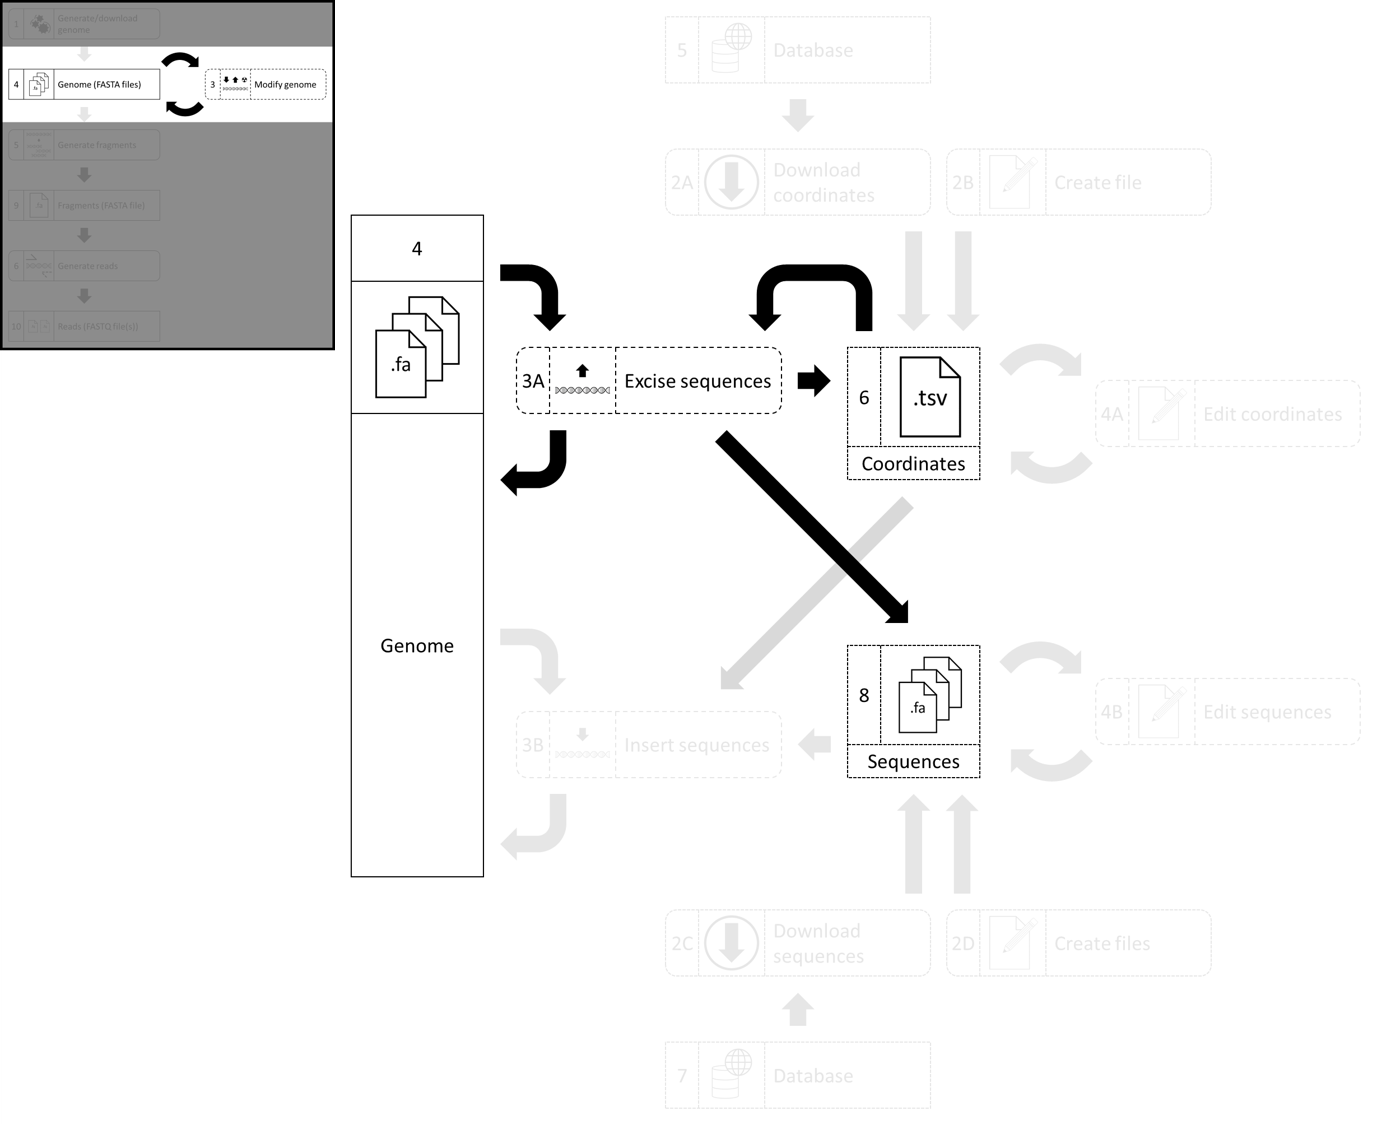 1
Generate/download
genome
4
.fa
Genome (FASTA files)
3
Modify genome
5
Generate fragments
9
.fa
Fragments (FASTA file)
6
Generate reads
10
Reads (FASTQ file(s))
5
Database
2A
Download
coordinates
2B
Create file
4
.fa
Genome
3A
Excise sequences
6
.tsv
Coordinates
4A
Edit coordinates
3B
Insert sequences
8
.fa
Sequences
4B
Edit sequences
2C
Download
sequences
2D
Create files
7
Database